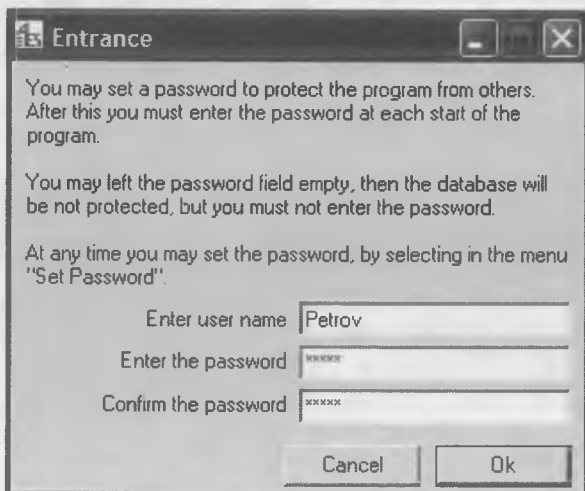 Entrance
You may set a password to protect the program from others.
After this you must enter the password at each start of the
program.
You may left the password field empty, then the database will
be not protected, but you must not enter the password.
At any time you may set the password, by selecting in the menu
"Set Password".
Enter user name Petrov
Enter the password *****
Confirm the password *****
Cancel Ok